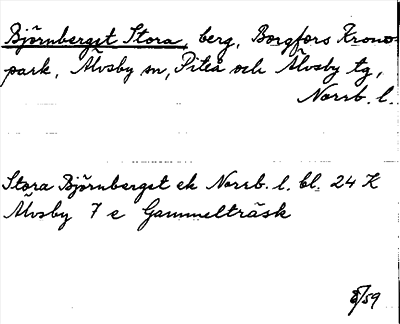 Björnberget Stora, berg, Borgfors Krono-
park, Älvsby sn, Piteå och Älvsby tg,
Norrb. l.
Stora Björnberget ek Norrb. l. bl. 24 K
Älvsby 7 e Gammelträsk
/59